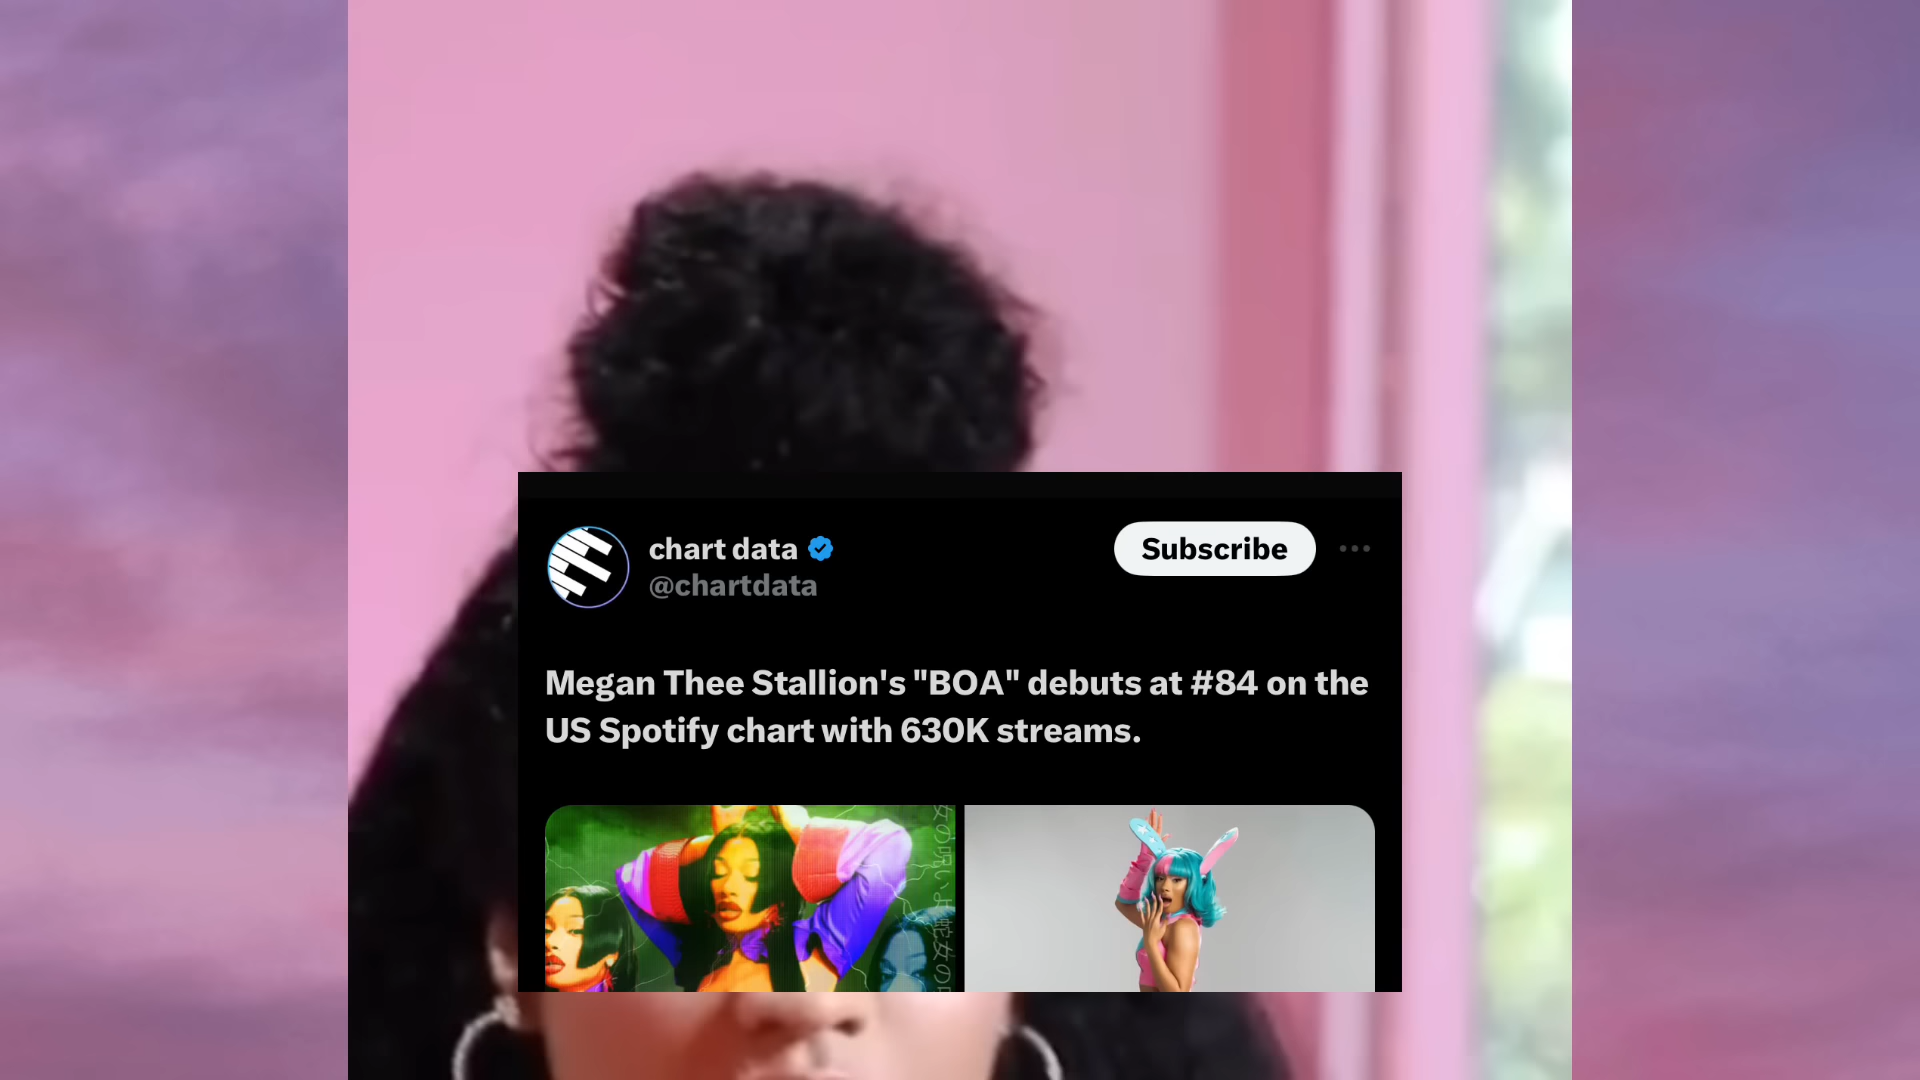 chart data
@chartdata
Subscribe
Megan Thee Stallion's "BOA" debuts at #84 on the
US Spotify chart with 630K streams.